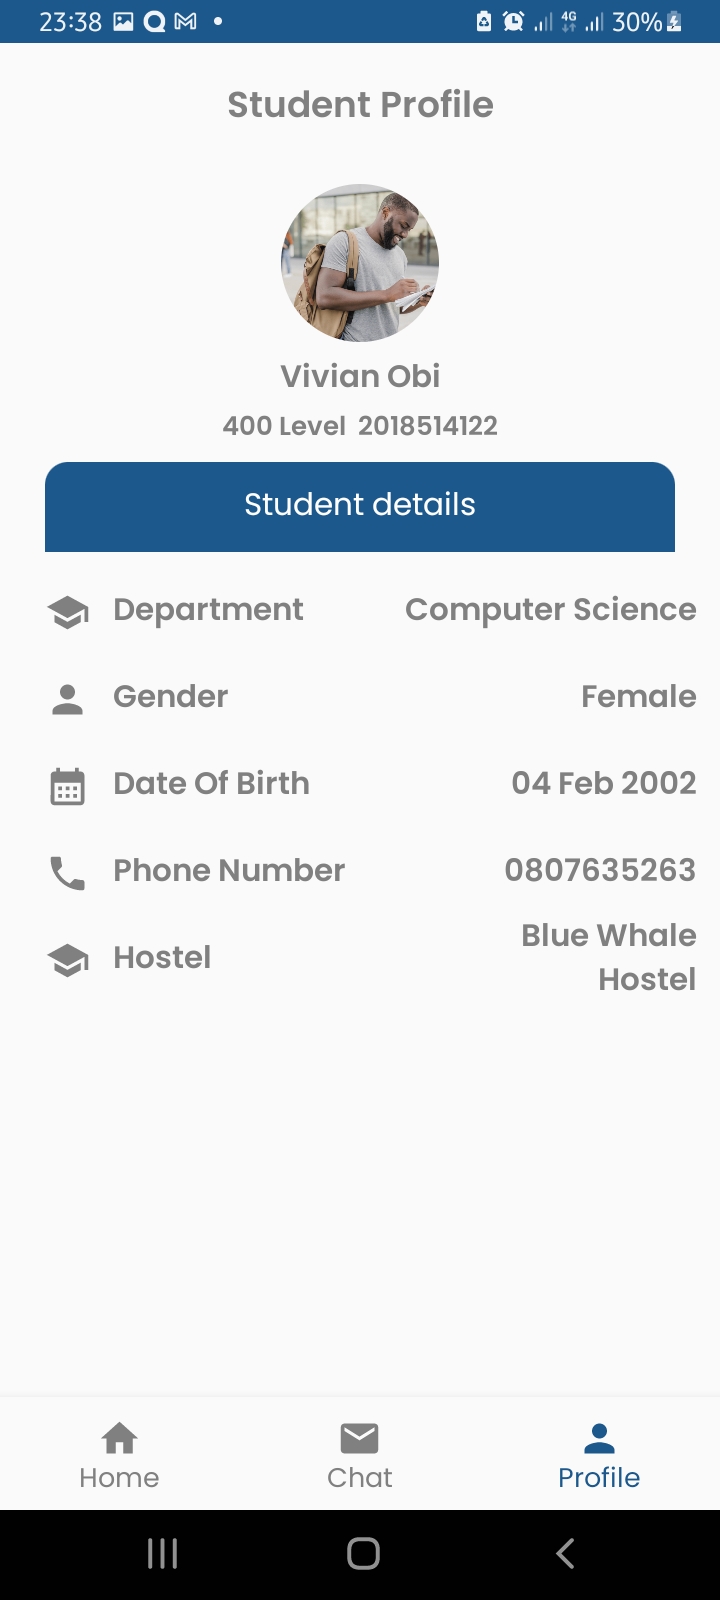 23:38 4G 30%
Student Profile
Vivian Obi
400 Level 2018514122
Student details
Department Computer Science
Gender Female
Date Of Birth 04 Feb 2002
Phone Number 0807635263
Hostel Blue Whale
Hostel
Home Chat Profile